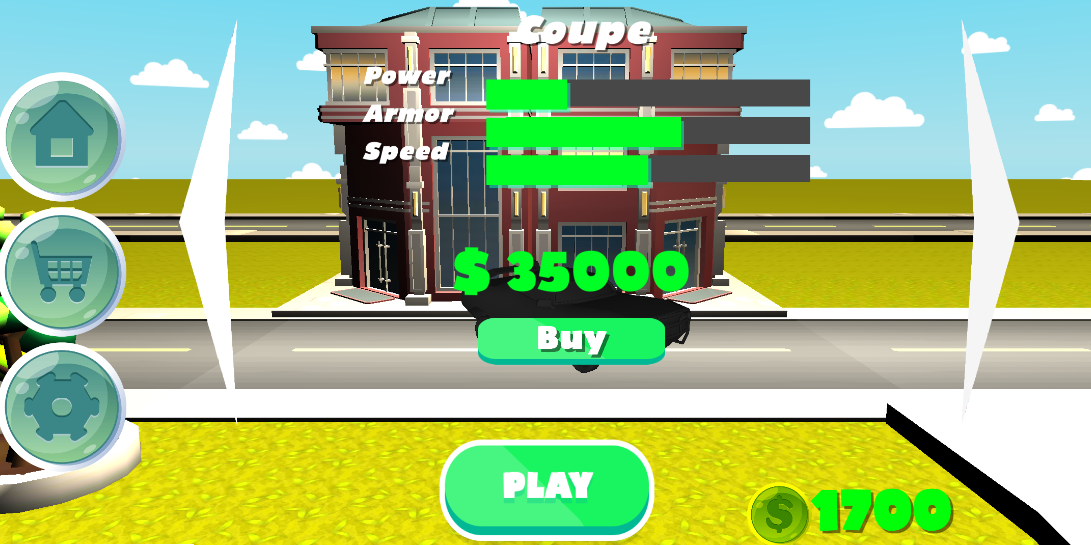 Coupe
Power
Armor
Speed
$ 35000
Buy
PLAY
$ 1700